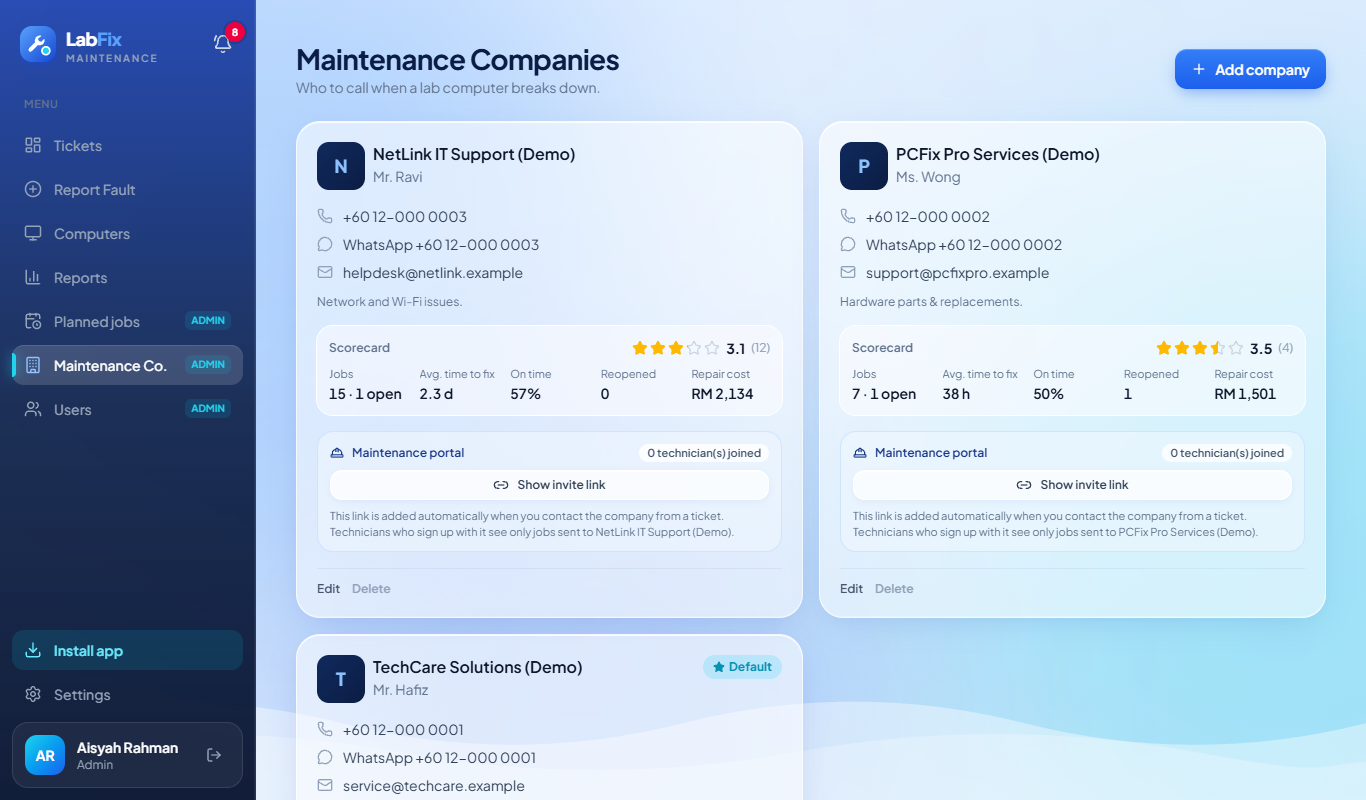 LabFix
MAINTENANCE
8
MENU
Tickets
Report Fault
Computers
Reports
Planned jobs ADMIN
Maintenance Co. ADMIN
Users ADMIN
Install app
Settings
AR
Aisyah Rahman
Admin
Maintenance Companies
Who to call when a lab computer breaks down.
+ Add company
N
NetLink IT Support (Demo)
Mr. Ravi
+60 12-000 0003
WhatsApp +60 12-000 0003
helpdesk@netlink.example
Network and Wi-Fi issues.
Scorecard 3.1 (12)
Jobs Avg. time to fix On time Reopened Repair cost
15 · 1 open 2.3 d 57% 0 RM 2,134
Maintenance portal 0 technician(s) joined
Show invite link
This link is added automatically when you contact the company from a ticket.
Technicians who sign up with it see only jobs sent to NetLink IT Support (Demo).
Edit Delete
P
PCFix Pro Services (Demo)
Ms. Wong
+60 12-000 0002
WhatsApp +60 12-000 0002
support@pcfixpro.example
Hardware parts & replacements.
Scorecard 3.5 (4)
Jobs Avg. time to fix On time Reopened Repair cost
7 · 1 open 38 h 50% 1 RM 1,501
Maintenance portal 0 technician(s) joined
Show invite link
This link is added automatically when you contact the company from a ticket.
Technicians who sign up with it see only jobs sent to PCFix Pro Services (Demo).
Edit Delete
T
TechCare Solutions (Demo) Default
Mr. Hafiz
+60 12-000 0001
WhatsApp +60 12-000 0001
service@techcare.example